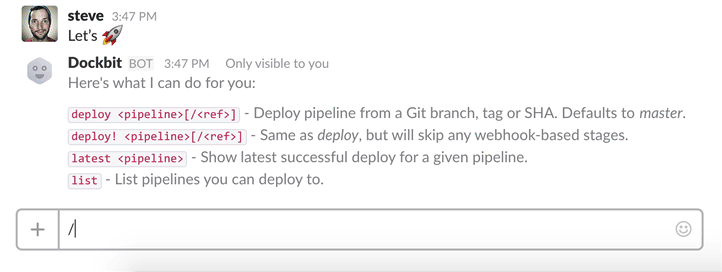 steve 3:47 PM
Let's 🚀
Dockbit BOT 3:47 PM Only visible to you
Here's what I can do for you:
deploy <pipeline>[/<ref>] - Deploy pipeline from a Git branch, tag or SHA. Defaults to master.
deploy! <pipeline>[/<ref>] - Same as deploy, but will skip any webhook-based stages.
latest <pipeline> - Show latest successful deploy for a given pipeline.
list - List pipelines you can deploy to.
/